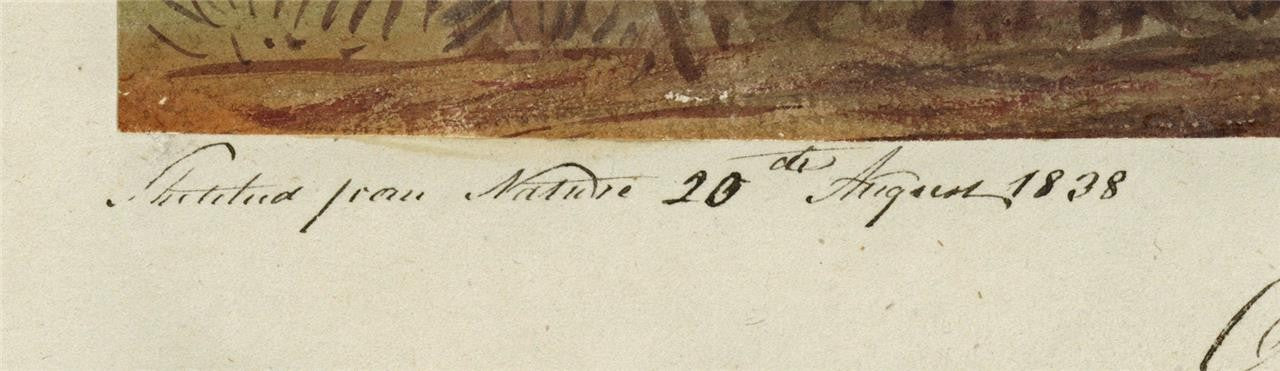 Sketched from Nature 20th August 1838